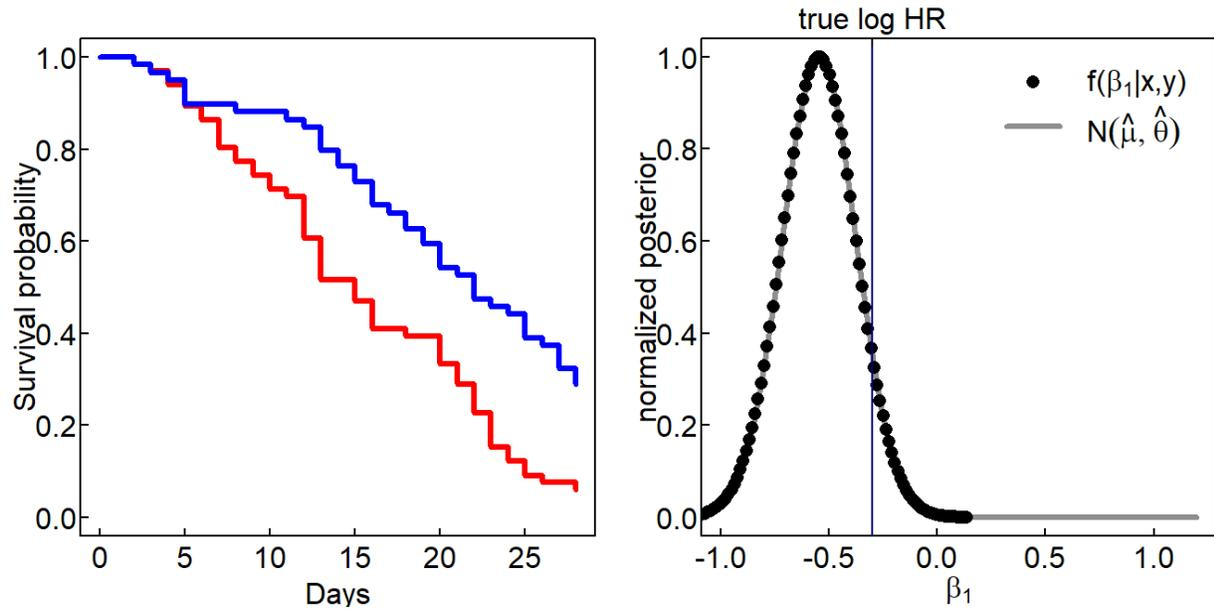 true log HR
Survival probability
1.0
0.8
0.6
0.4
0.2
0.0
0 5 10 15 20 25
Days
normalized posterior
1.0
0.8
0.6
0.4
0.2
0.0
f(β₁|x,y)
N(μ̂, θ̂)
-1.0 -0.5 0.0 0.5 1.0
β₁